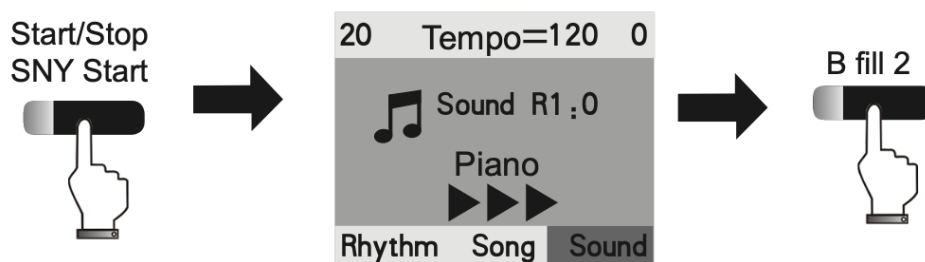 Start/Stop
SNY Start
20 Tempo=120 0
Sound R1:0
Piano
Rhythm Song Sound
B fill 2